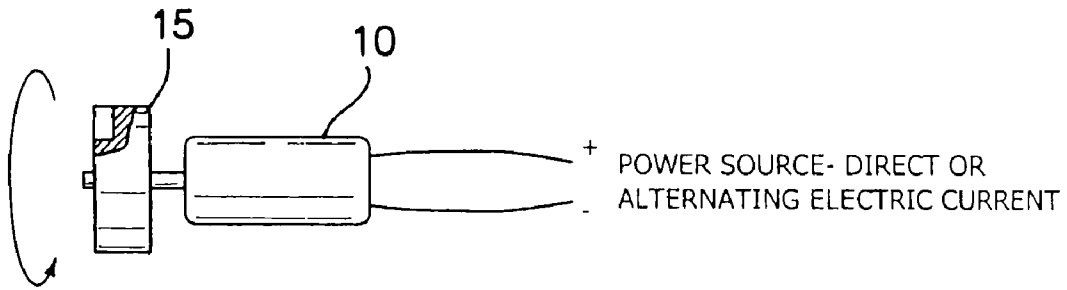 15
10
+
POWER SOURCE- DIRECT OR
ALTERNATING ELECTRIC CURRENT
-